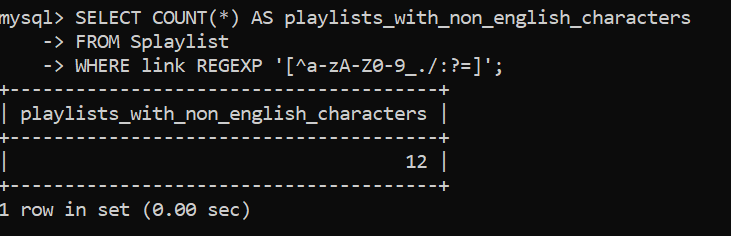 mysql> SELECT COUNT(*) AS playlists_with_non_english_characters
    -> FROM Splaylist
    -> WHERE link REGEXP '[^a-zA-Z0-9_./:?=]';
+---------------------------------------+
| playlists_with_non_english_characters |
+---------------------------------------+
|                                    12 |
+---------------------------------------+
1 row in set (0.00 sec)